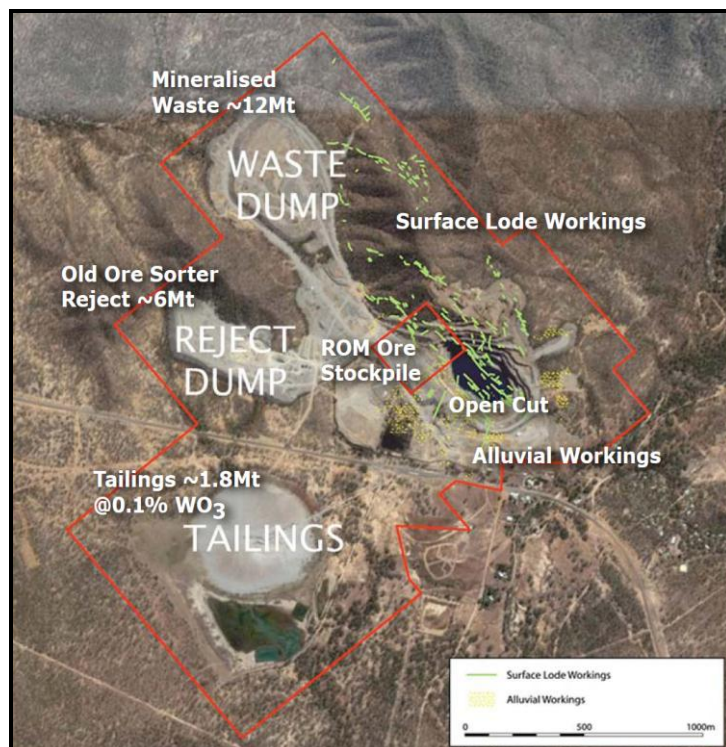 Mineralised
Waste ~12Mt
WASTE
DUMP
Surface Lode Workings
Old Ore Sorter
Reject ~6Mt
REJECT
DUMP
ROM Ore
Stockpile
Open Cut
Alluvial Workings
Tailings ~1.8Mt
@0.1% WO₃
TAILINGS
Surface Lode Workings
Alluvial Workings
0 500 1000m